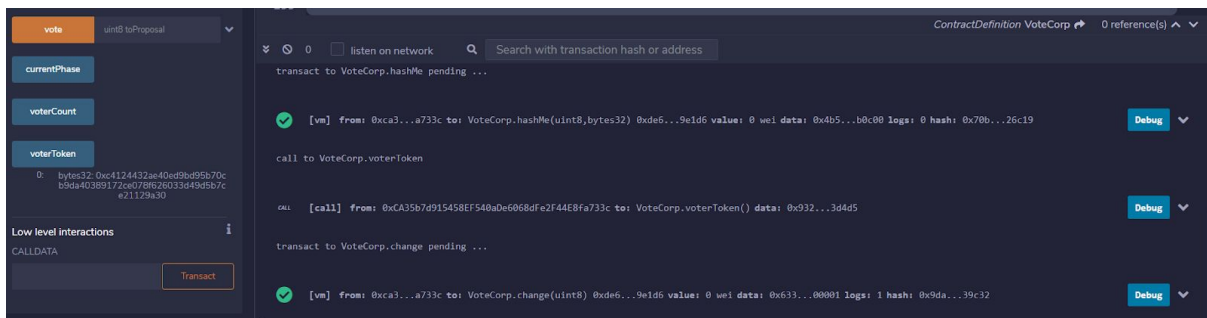 vote
uint8 toProposal
currentPhase
voterCount
voterToken
0: bytes32: 0xc4124432ae40ed9bd95b70c
b9da40389172ce078f626033d49d5b7c
e21129a30
Low level interactions
i
CALLDATA
Transact
ContractDefinition VoteCorp 0 reference(s)
0 listen on network Search with transaction hash or address
transact to VoteCorp.hashMe pending ...
[vm] from: 0xca3...a733c to: VoteCorp.hashMe(uint8,bytes32) 0xde6...9e1d6 value: 0 wei data: 0x4b5...b0c00 logs: 0 hash: 0x70b...26c19 Debug
call to VoteCorp.voterToken
CALL [call] from: 0xCA35b7d915458EF540aDe6068dFe2F44E8fa733c to: VoteCorp.voterToken() data: 0x932...3d4d5 Debug
transact to VoteCorp.change pending ...
[vm] from: 0xca3...a733c to: VoteCorp.change(uint8) 0xde6...9e1d6 value: 0 wei data: 0x633...00001 logs: 1 hash: 0x9da...39c32 Debug